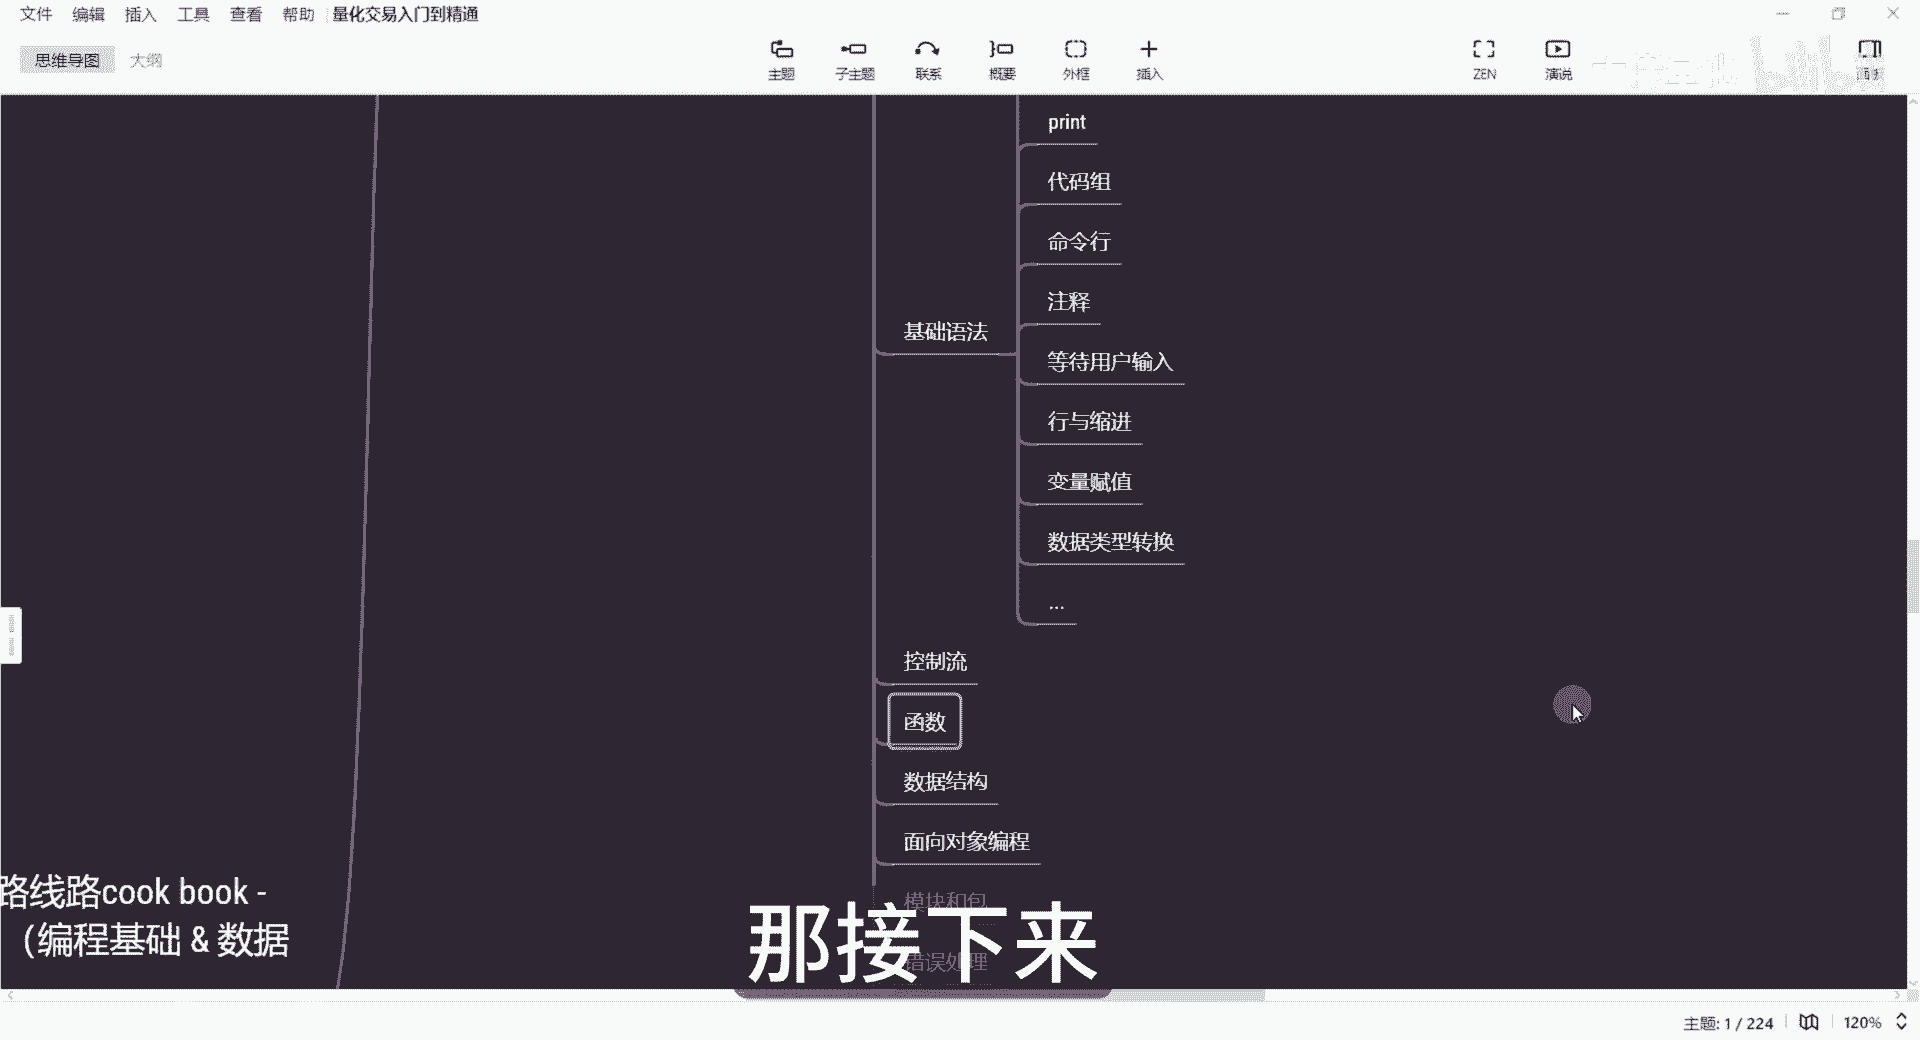 文件 编辑 插入 工具 查看 帮助 量化交易入门到精通
思维导图 大纲
主题 子主题 联系 概要 外框 插入 ZEN 演说 面板
print
代码组
命令行
注释
基础语法
等待用户输入
行与缩进
变量赋值
数据类型转换
...
控制流
函数
数据结构
面向对象编程
模块和包
错误处理
路线路cook book -
（编程基础 & 数据
那接下来
主题: 1 / 224 120%